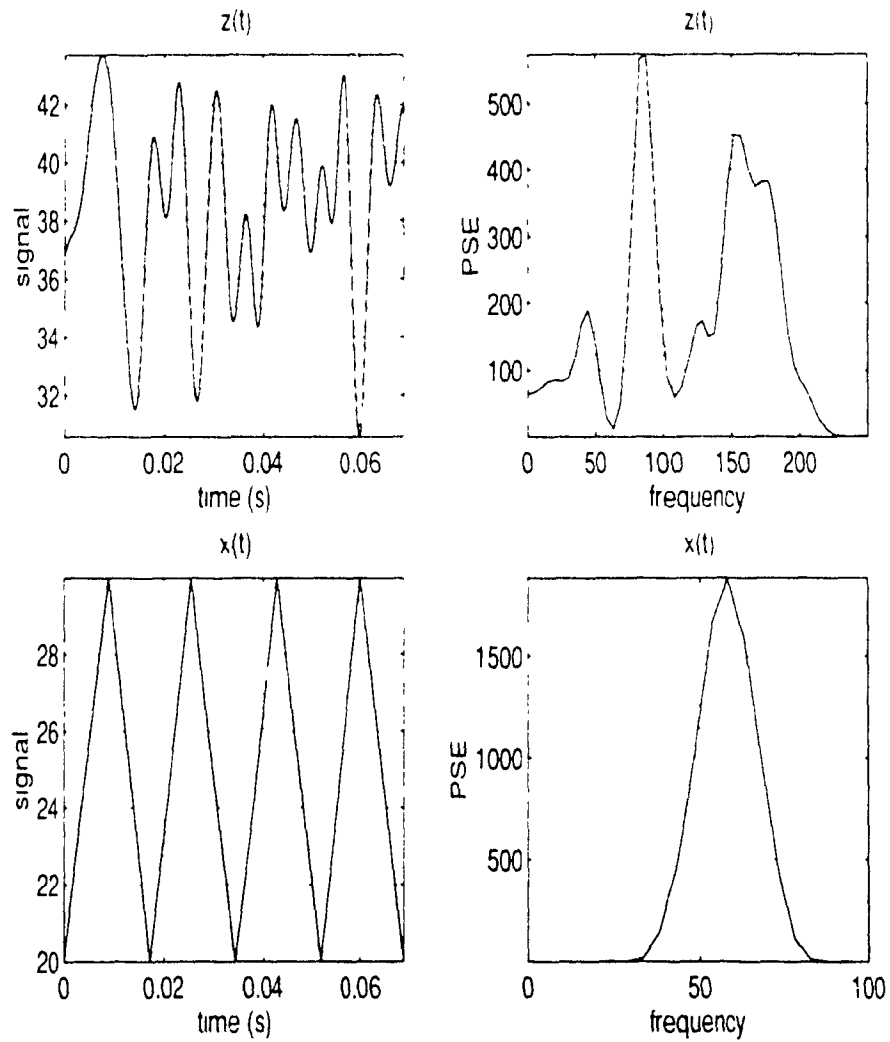 z(t)
42
40
38
36
34
32
signal
0 0.02 0.04 0.06
time (s)
z(t)
500
400
300
200
100
PSE
0 50 100 150 200
frequency
x(t)
28
26
24
22
20
signal
0 0.02 0.04 0.06
time (s)
x(t)
1500
1000
500
PSE
0 50 100
frequency